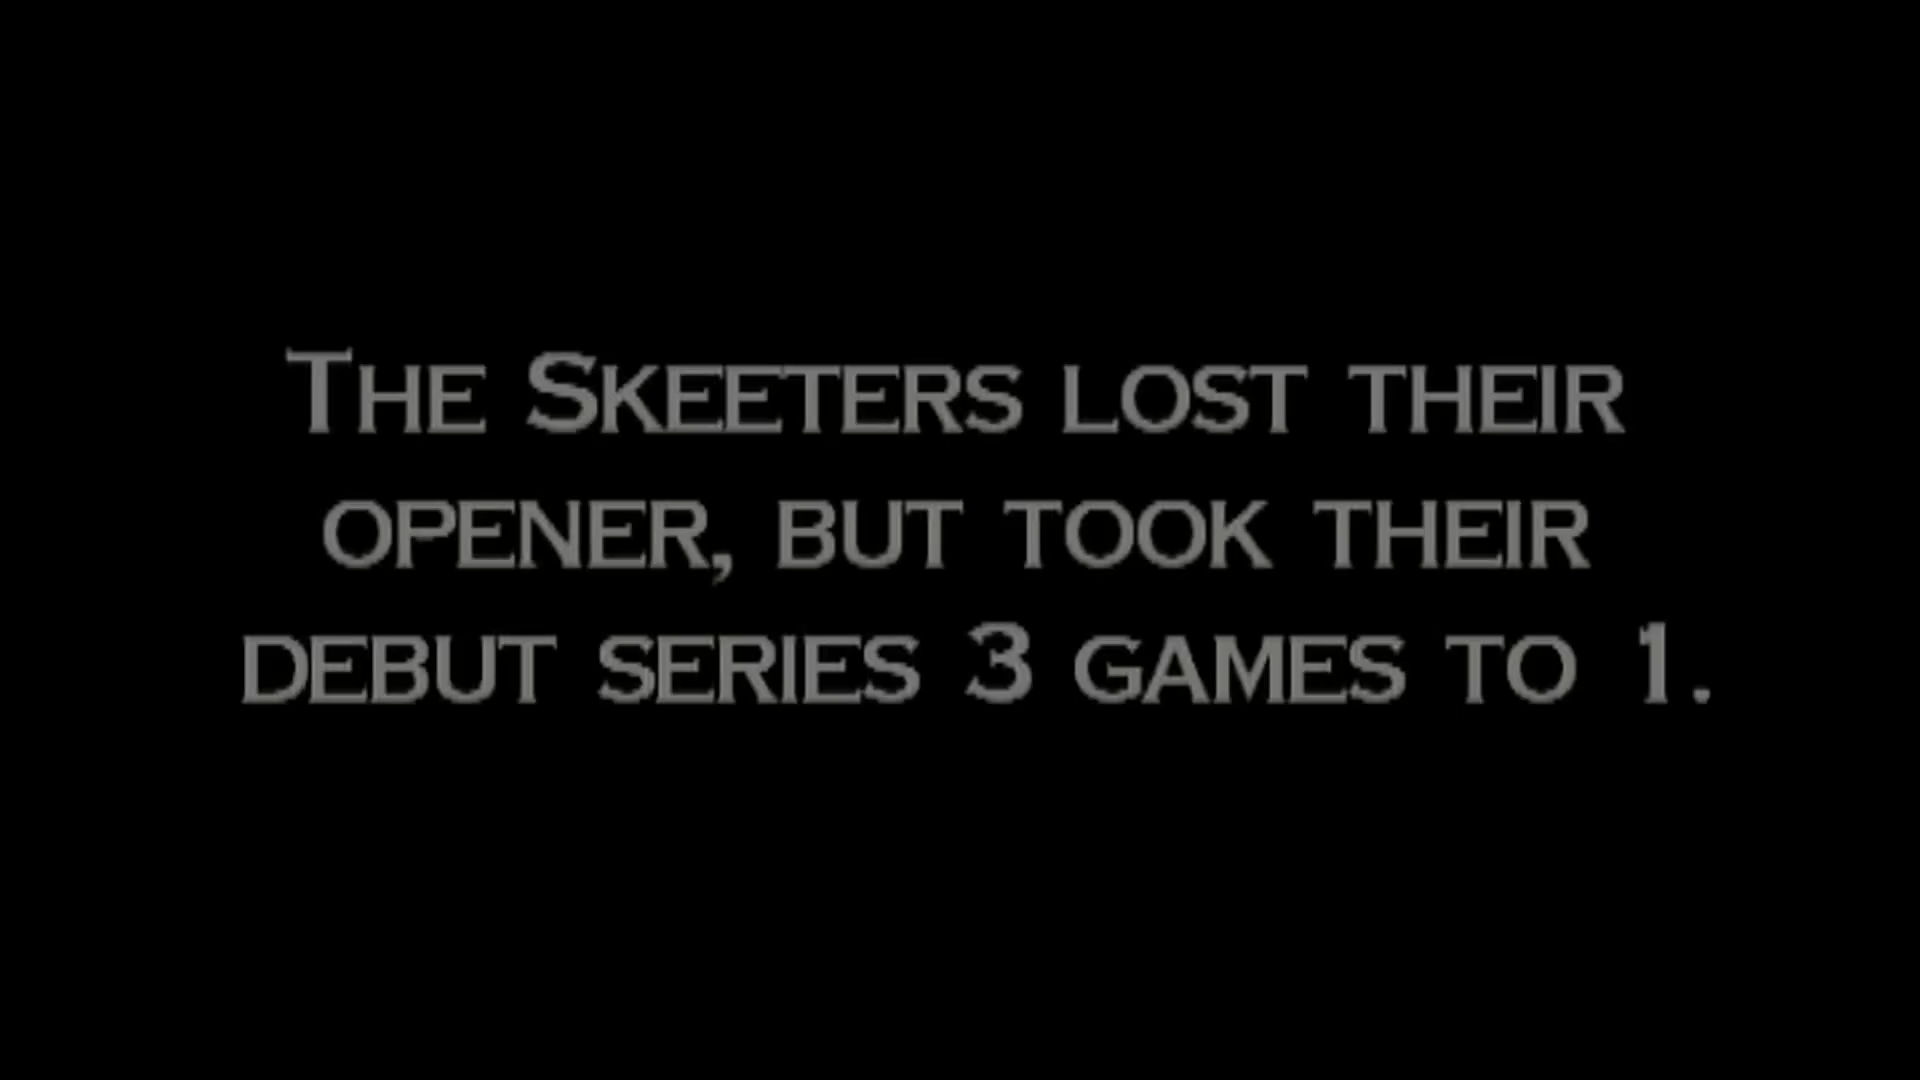 The Skeeters lost their
opener, but took their
debut series 3 games to 1.